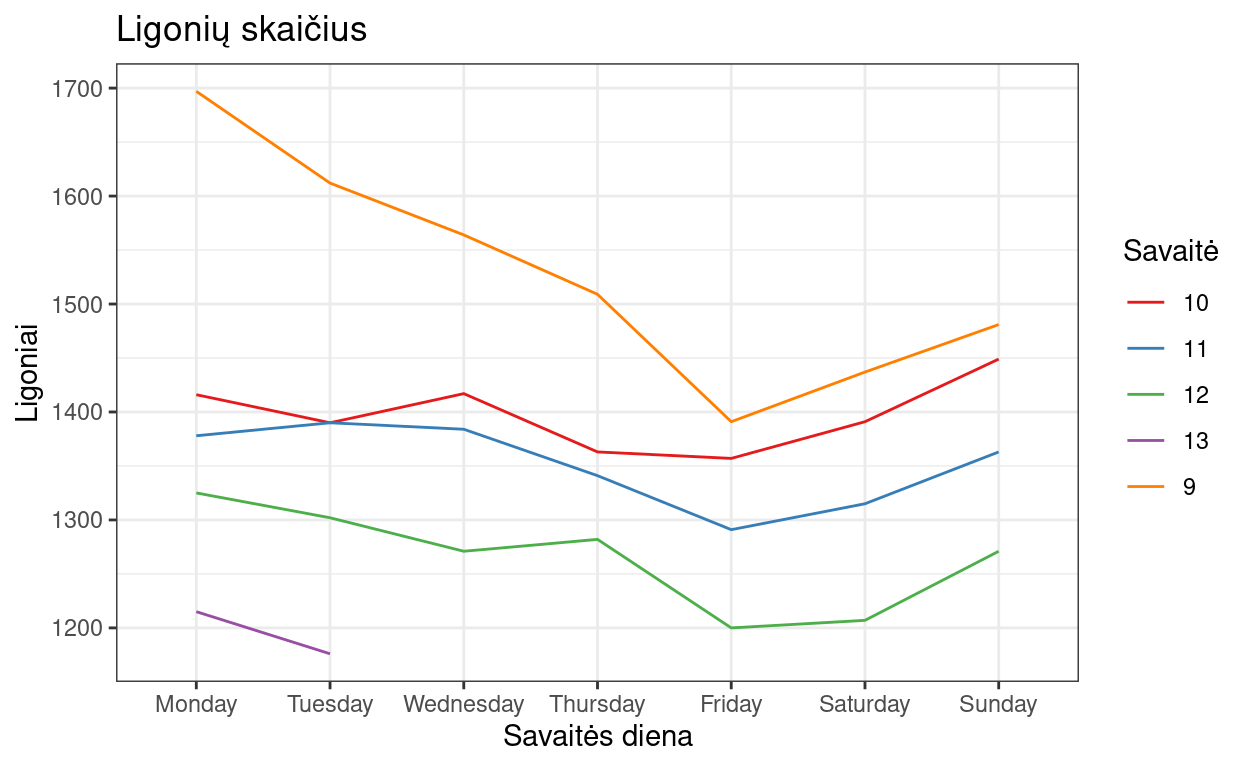 Ligonių skaičius
1700
1600
1500
1400
1300
1200
Ligoniai
Monday Tuesday Wednesday Thursday Friday Saturday Sunday
Savaitės diena
Savaitė
10
11
12
13
9